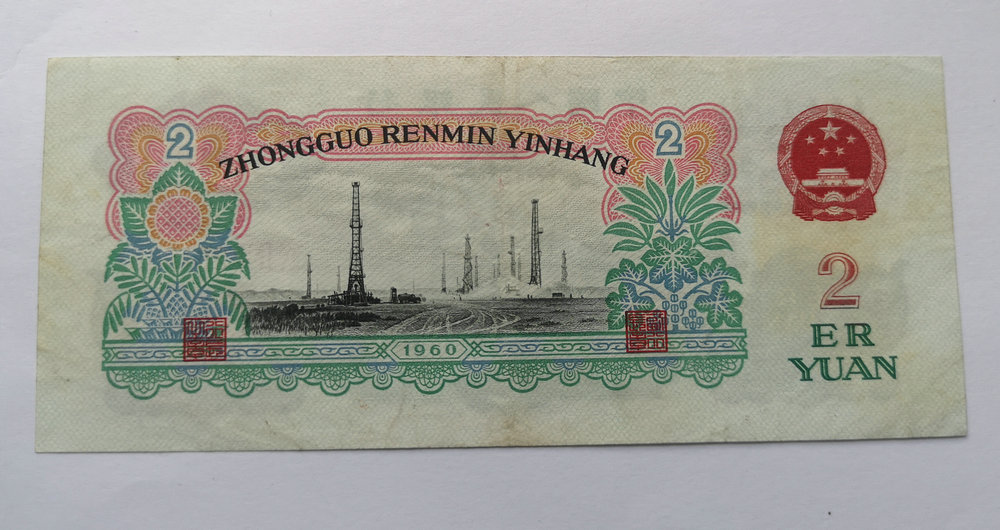 2
2
ZHONGGUO RENMIN YINHANG
1960
2
ER
YUAN